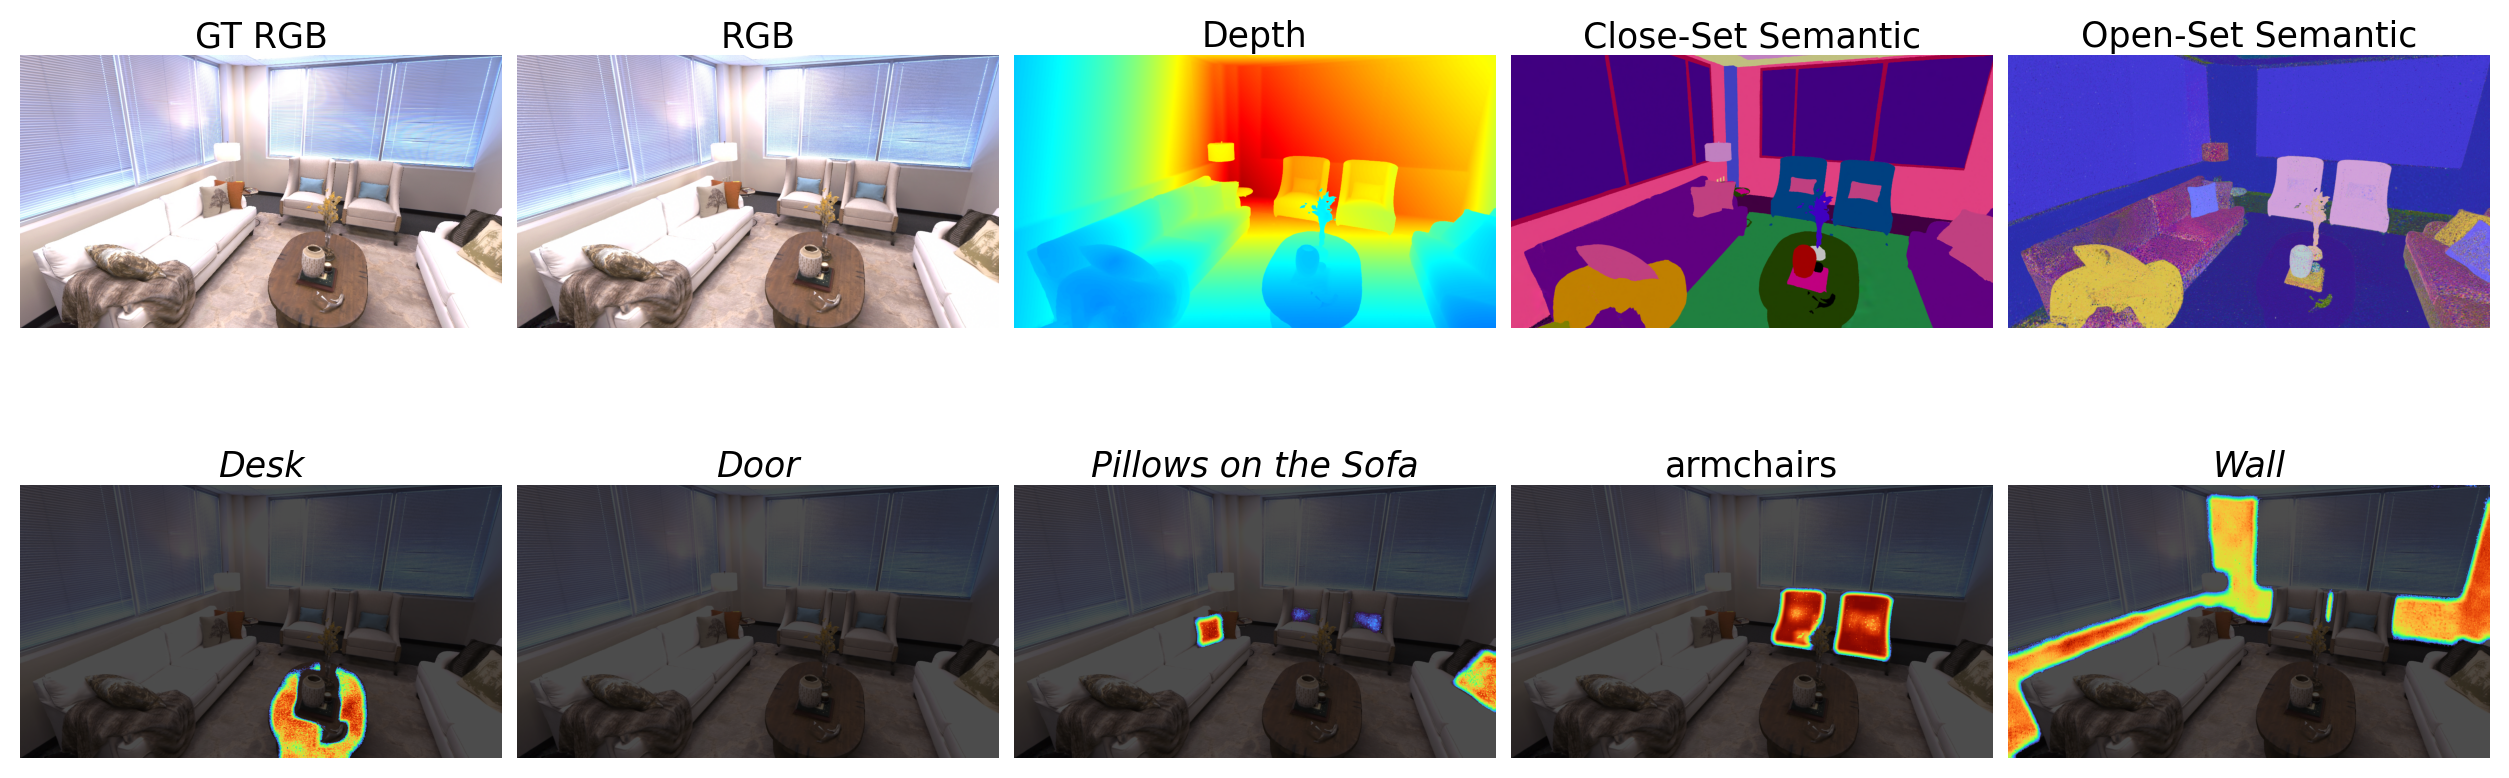 GT RGB
RGB
Depth
Close-Set Semantic
Open-Set Semantic
Desk
Door
Pillows on the Sofa
armchairs
Wall